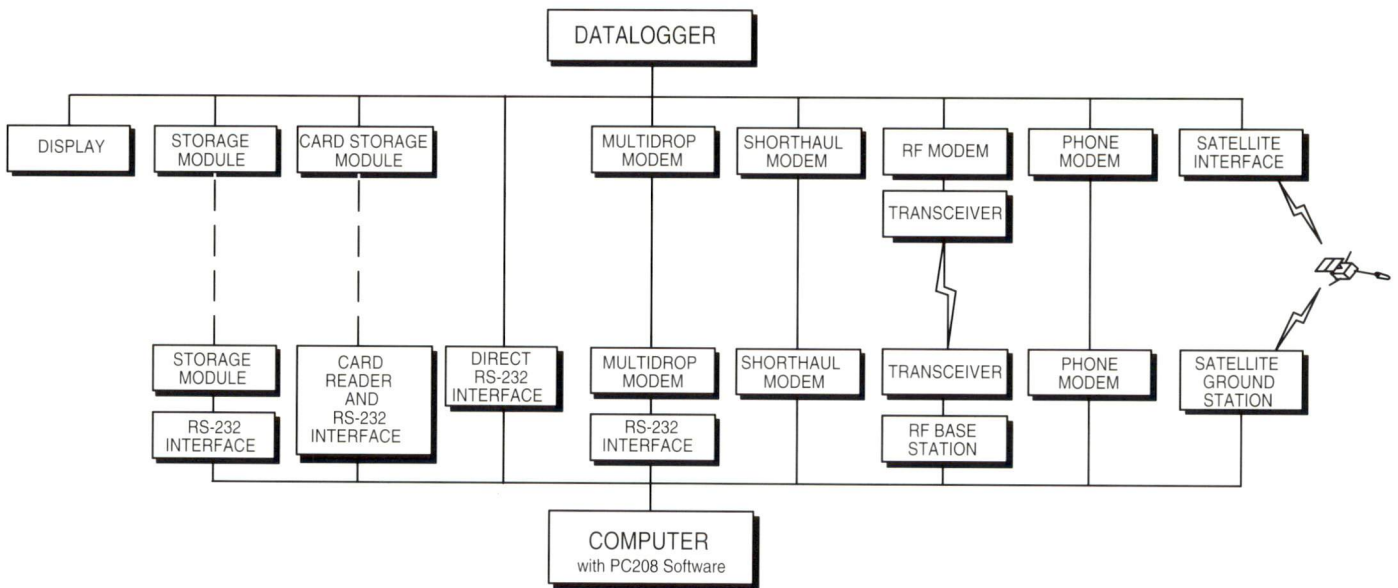 DATALOGGER
DISPLAY
STORAGE
MODULE
CARD STORAGE
MODULE
MULTIDROP
MODEM
SHORTHAUL
MODEM
RF MODEM
TRANSCEIVER
PHONE
MODEM
SATELLITE
INTERFACE
STORAGE
MODULE
RS-232
INTERFACE
CARD
READER
AND
RS-232
INTERFACE
DIRECT
RS-232
INTERFACE
MULTIDROP
MODEM
RS-232
INTERFACE
SHORTHAUL
MODEM
TRANSCEIVER
RF BASE
STATION
PHONE
MODEM
SATELLITE
GROUND
STATION
COMPUTER
with PC208 Software